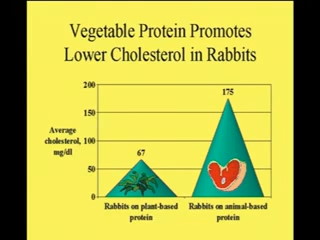 Vegetable Protein Promotes
Lower Cholesterol in Rabbits
200
175
150
Average
cholesterol,
mg/dl
100
67
50
0
Rabbits on plant-based
protein
Rabbits on animal-based
protein